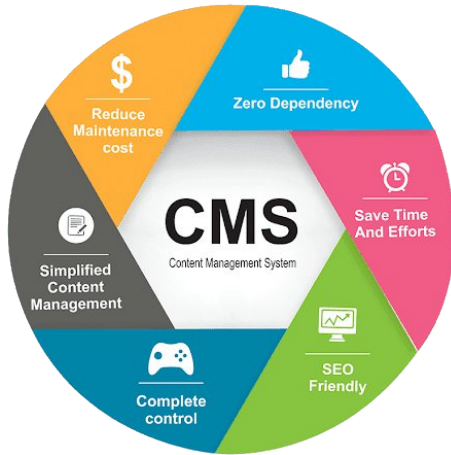 $
Reduce
Maintenance
cost
Zero Dependency
Save Time
And Efforts
SEO
Friendly
Complete
control
Simplified
Content
Management
CMS
Content Management System